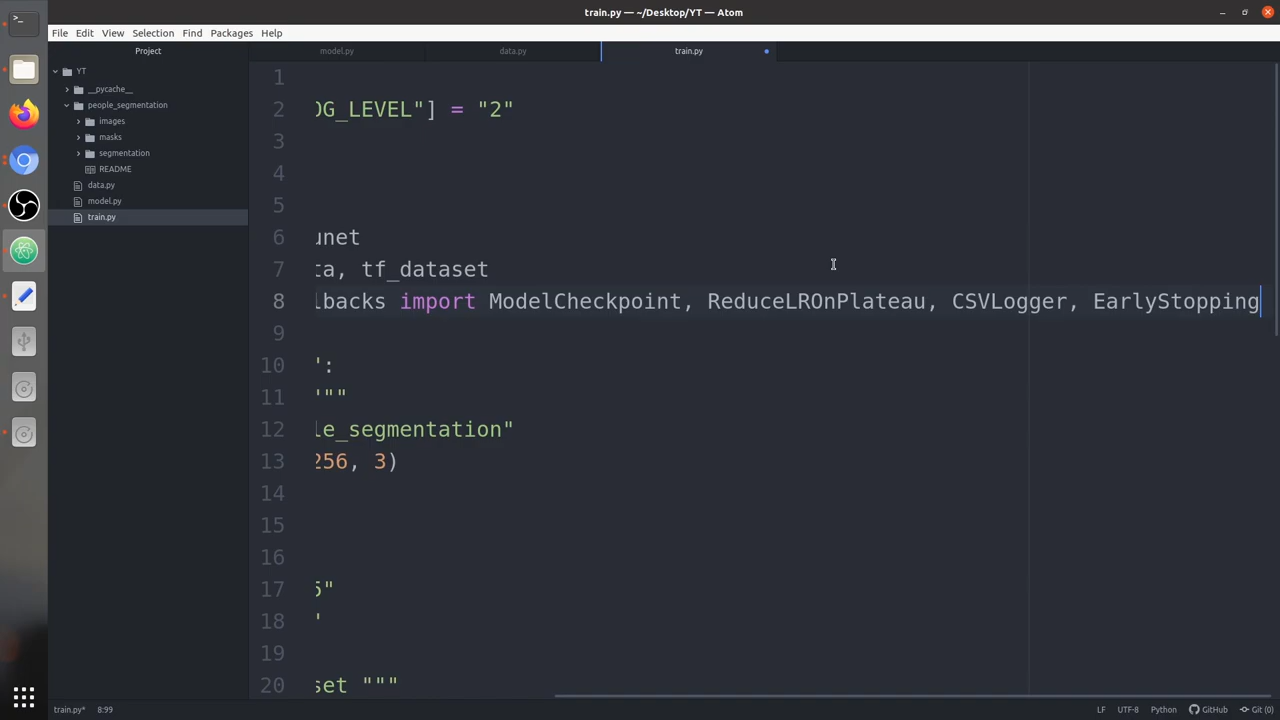 train.py — ~/Desktop/YT — Atom
File Edit View Selection Find Packages Help
Project model.py data.py train.py
YT
__pycache__
people_segmentation
images
masks
segmentation
README
data.py
model.py
train.py
1
2 OG_LEVEL"] = "2"
3
4
5
6 unet
7 ta, tf_dataset
8 lbacks import ModelCheckpoint, ReduceLROnPlateau, CSVLogger, EarlyStopping
9
10 ":
11 """
12 le_segmentation"
13 256, 3)
14
15
16
17 5"
18 "
19
20 set """
train.py* 8:99 LF UTF-8 Python GitHub Git (0)